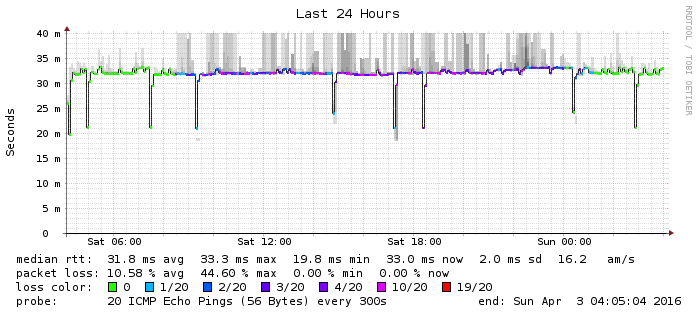 Last 24 Hours
RRDTOOL / TOBI OETIKER
Seconds
40 m
35 m
30 m
25 m
20 m
15 m
10 m
5 m
0
Sat 06:00 Sat 12:00 Sat 18:00 Sun 00:00
median rtt: 31.8 ms avg 33.3 ms max 19.8 ms min 33.0 ms now 2.0 ms sd 16.2 am/s
packet loss: 10.58 % avg 44.60 % max 0.00 % min 0.00 % now
loss color: 0 1/20 2/20 3/20 4/20 10/20 19/20
probe: 20 ICMP Echo Pings (56 Bytes) every 300s end: Sun Apr 3 04:05:04 2016